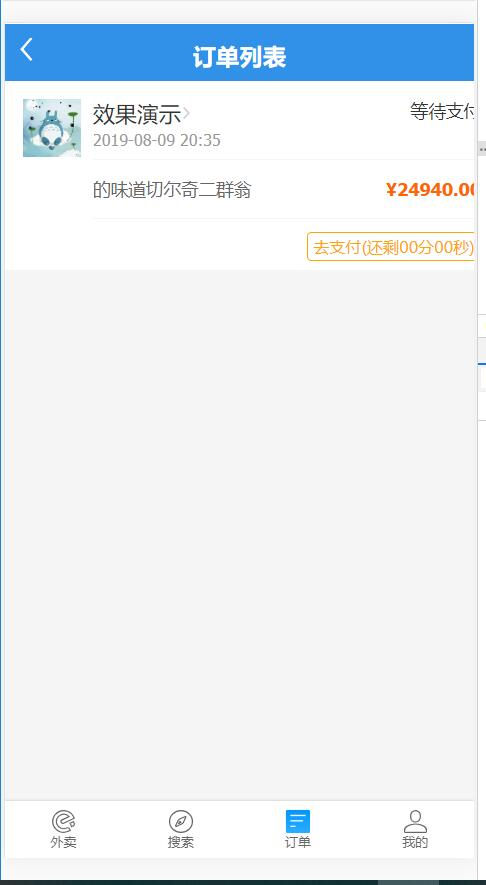 订单列表
效果演示
等待支付
2019-08-09 20:35
的味道切尔奇二群翁
¥24940.00
去支付(还剩00分00秒)
外卖
搜索
订单
我的